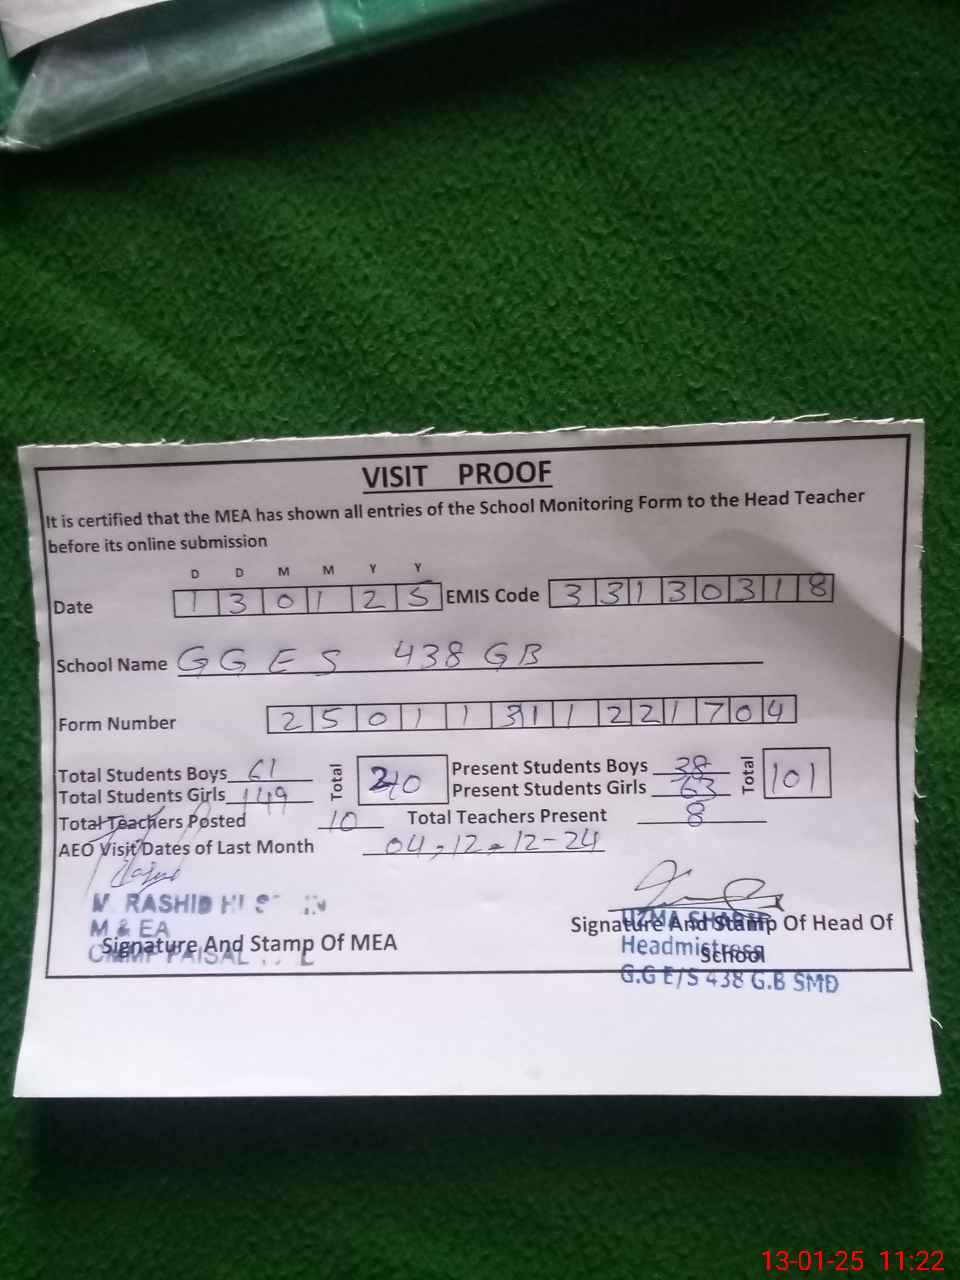 VISIT PROOF
It is certified that the MEA has shown all entries of the School Monitoring Form to the Head Teacher
before its online submission
D D M M Y Y
Date 1 3 0 1 2 5 EMIS Code 3 3 1 3 0 3 1 8
School Name GGES 438 GB
Form Number 2 5 0 1 1 3 1 1 2 2 1 7 0 4
Total Students Boys 61 Total 210 Present Students Boys 38 Total 101
Total Students Girls 149 Present Students Girls 63
Total Teachers Posted 10 Total Teachers Present 8
AEO Visit Dates of Last Month 04, 12, 12-24
RASHID
M & EA
Signature And Stamp Of MEA
Signature And Stamp Of Head Of
School
UZMA
Headmistress
G.G E/S 438 G.B SMD
13-01-25 11:22